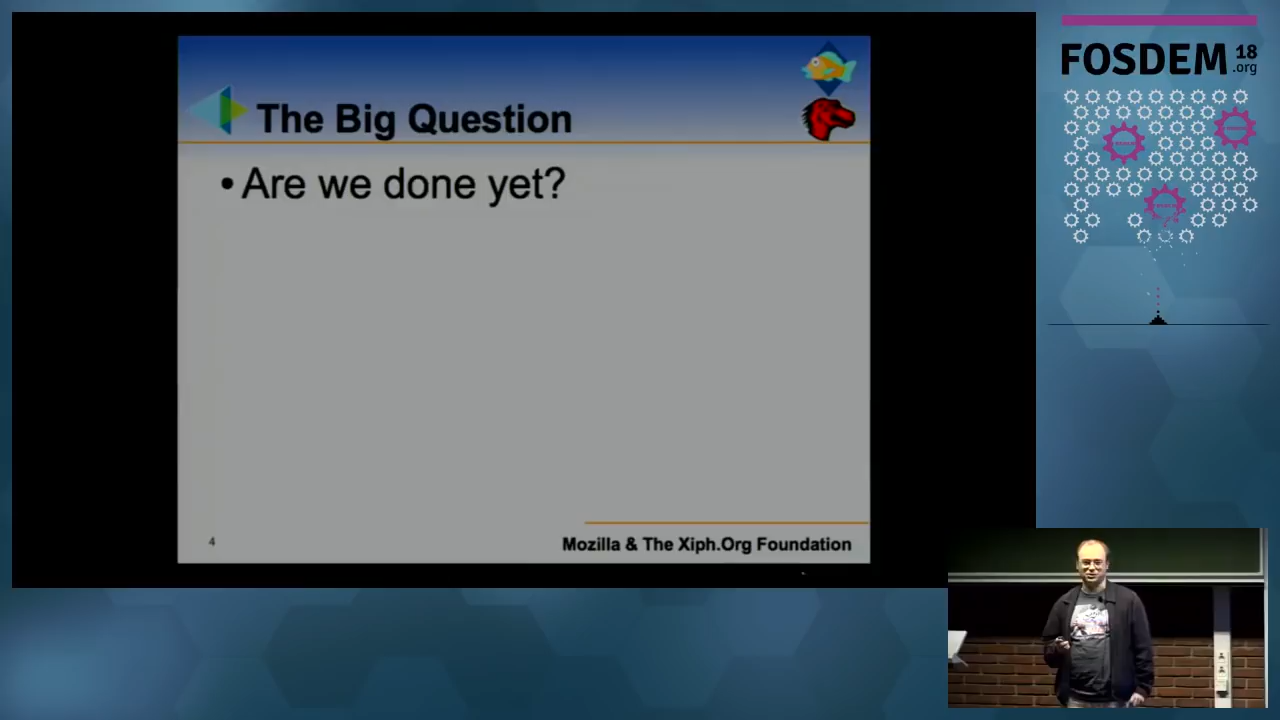 The Big Question
• Are we done yet?
4
Mozilla & The Xiph.Org Foundation
FOSDEM 18
.org